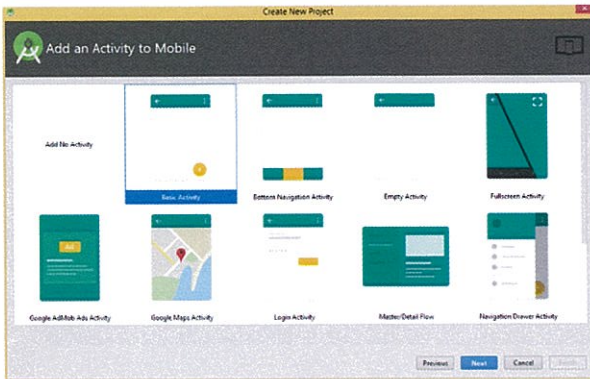 Create New Project
Add an Activity to Mobile
Add No Activity
Basic Activity
Bottom Navigation Activity
Empty Activity
Fullscreen Activity
Ad
Google AdMob Ads Activity
Google Maps Activity
Login Activity
Master/Detail Flow
Navigation Drawer Activity
Previous
Next
Cancel
Finish